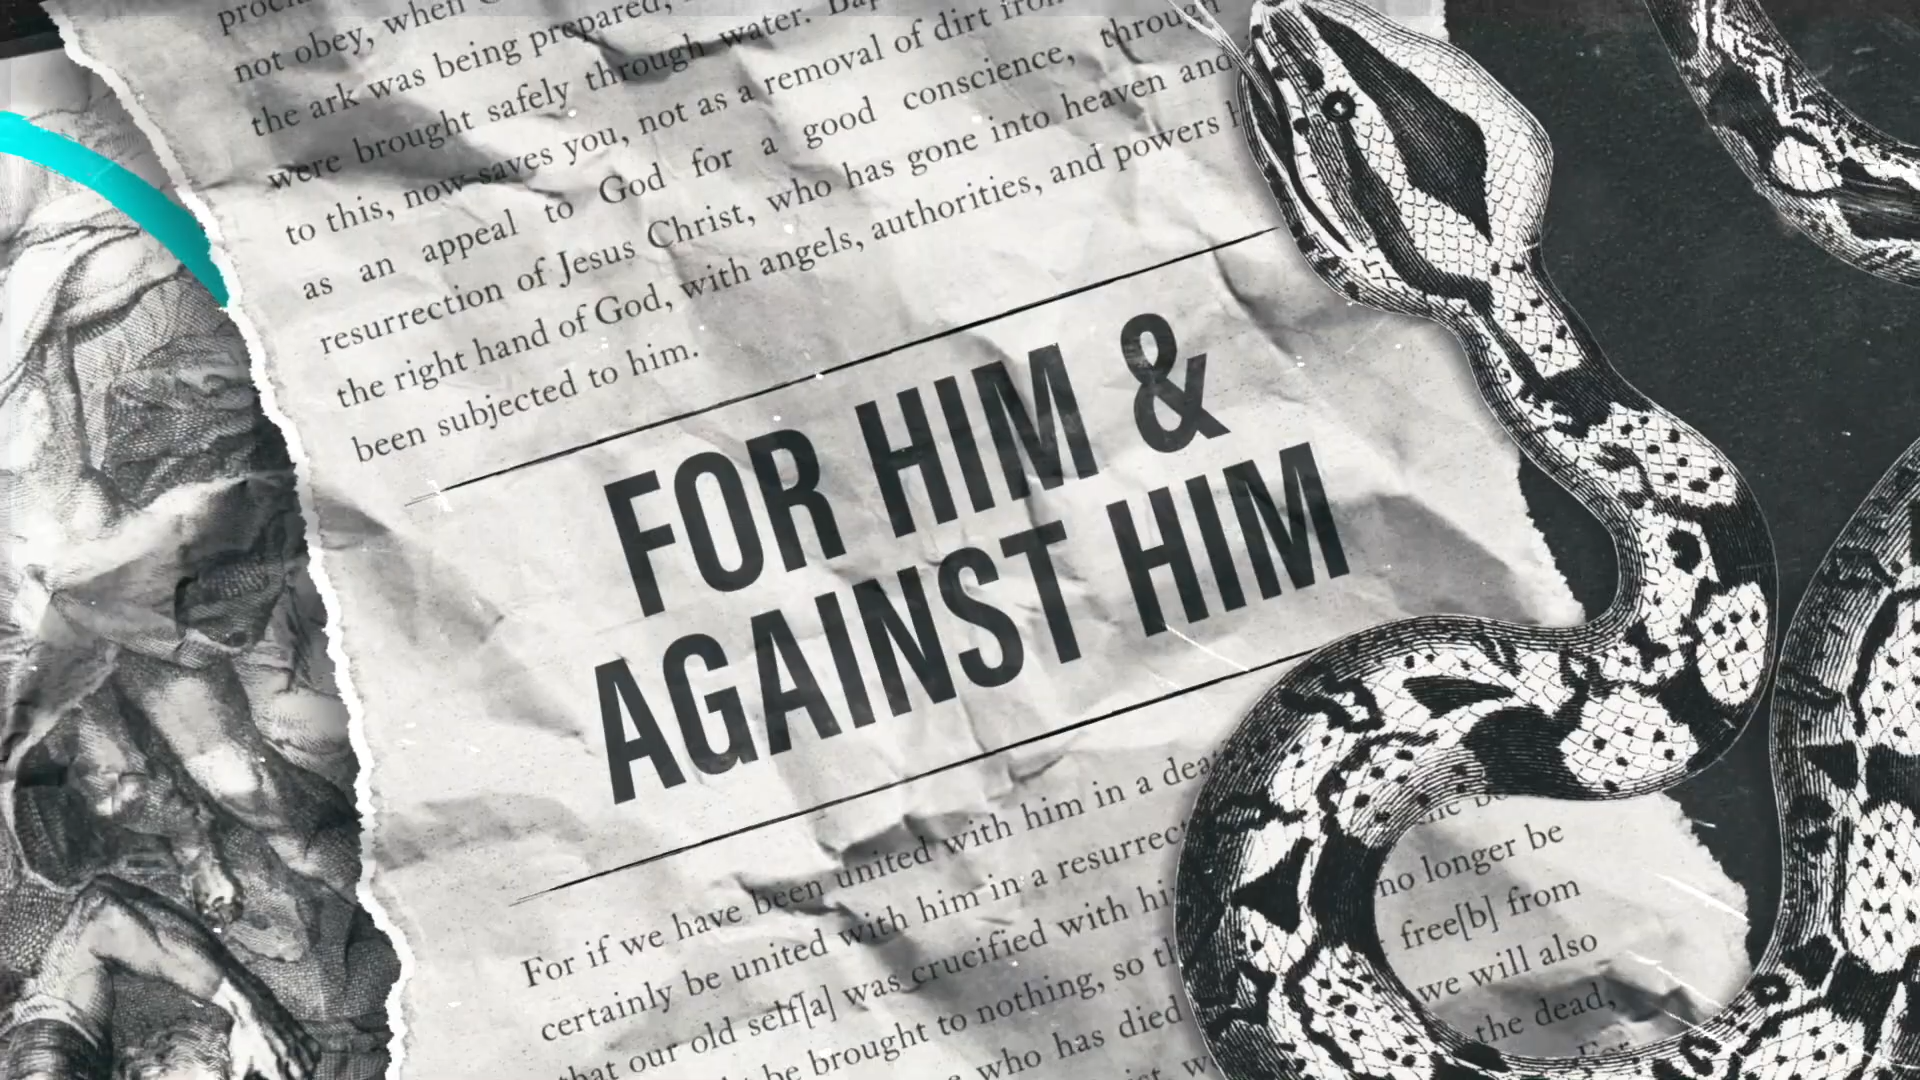 not obey, when
the ark was being prepared,
were brought safely through water.
to this, now saves you, not as a removal of dirt from
as an appeal to God for a good conscience, through
resurrection of Jesus Christ, who has gone into heaven and
the right hand of God, with angels, authorities, and powers
been subjected to him.
FOR HIM &
AGAINST HIM
For if we have been united with him in a
certainly be united with him in a
that our old self[a] was crucified with
be brought to nothing, so
who has died
no longer be
free[b] from
we will also
the dead,
For